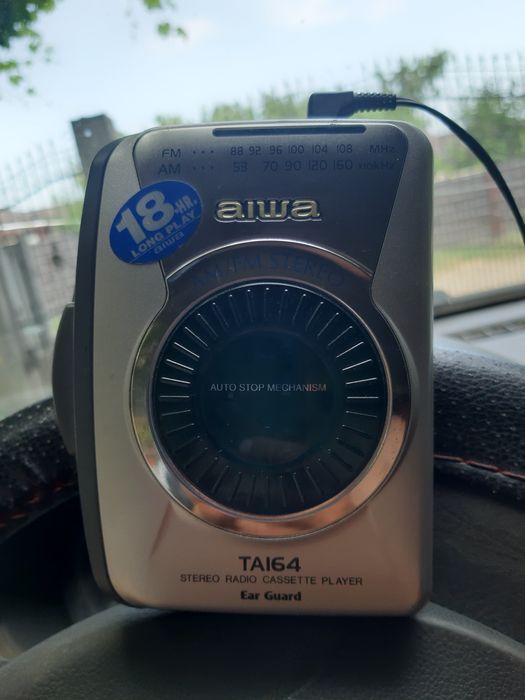 FM ··· 88 92 96 100 104 108 MHz
AM ··· 53 70 90 120 160 x10kHz
18-HR.
LONG PLAY
aiwa
aiwa
AM/FM STEREO
AUTO STOP MECHANISM
TA164
STEREO RADIO CASSETTE PLAYER
Ear Guard